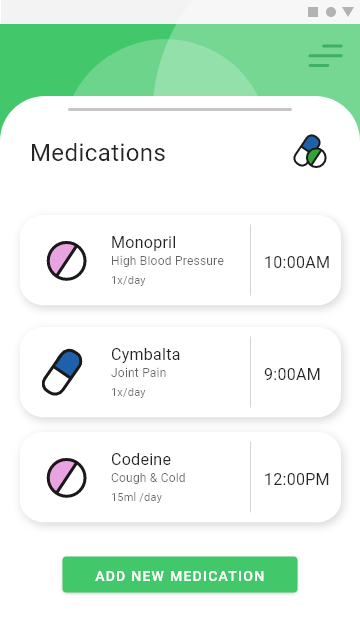 Medications
Monopril
High Blood Pressure
1x/day
10:00AM
Cymbalta
Joint Pain
1x/day
9:00AM
Codeine
Cough & Cold
15ml /day
12:00PM
ADD NEW MEDICATION